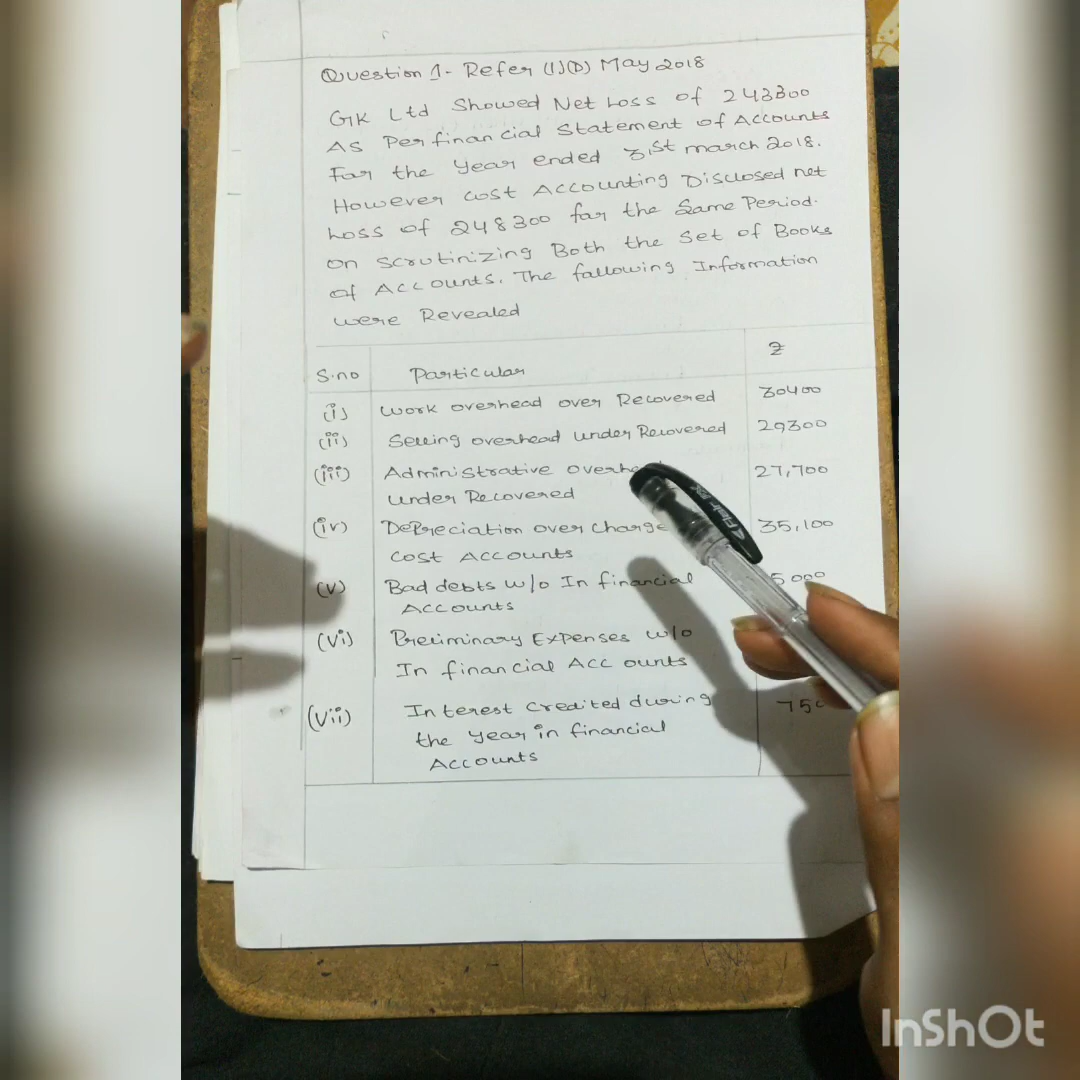 Question 1- Refer (1)(D) May 2018
GK Ltd Showed Net Loss of 243300
As Per financial Statement of Accounts
For the Year ended 31st march 2018.
However cost Accounting Disclosed net
Loss of 248300 for the Same Period.
on Scrutinizing Both the Set of Books
of Accounts. The following Information
were Revealed
S.no Particular ₹
(i) Work overhead over Recovered 30400
(ii) Selling overhead under Recovered 29300
(iii) Administrative
under Recovered 27,700
(iv) Depreciation over Charge 35,100
Cost Accounts
(v) Bad debts w/o In financial
Accounts
(vi) Preliminary Expenses w/o
In financial Accounts
(vii) Interest Credited during
the Year in financial
Accounts
InShOt